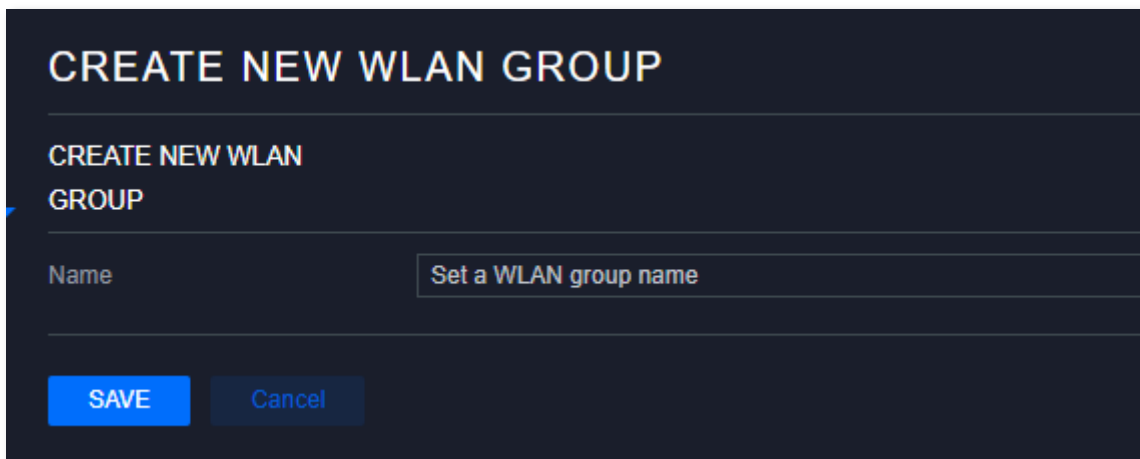 CREATE NEW WLAN GROUP
CREATE NEW WLAN
GROUP
Name
Set a WLAN group name
SAVE
Cancel